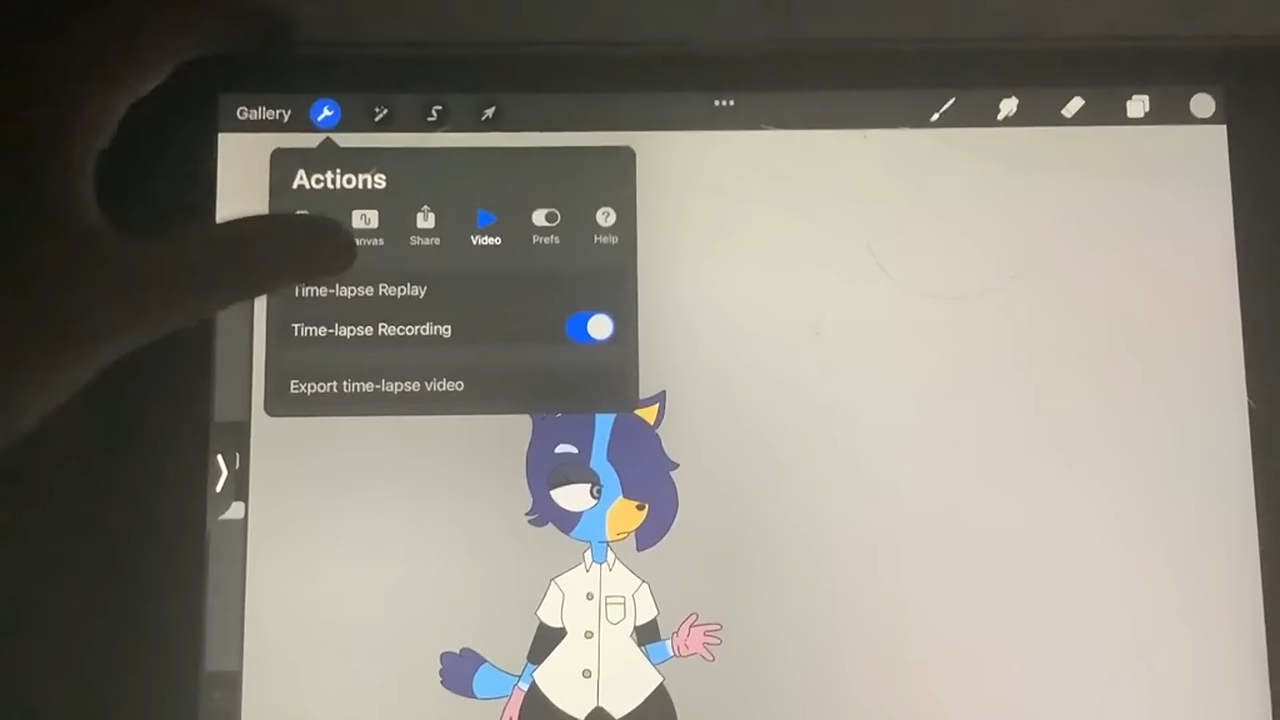 Gallery
Actions
Share Video Prefs Help
Time-lapse Replay
Time-lapse Recording
Export time-lapse video